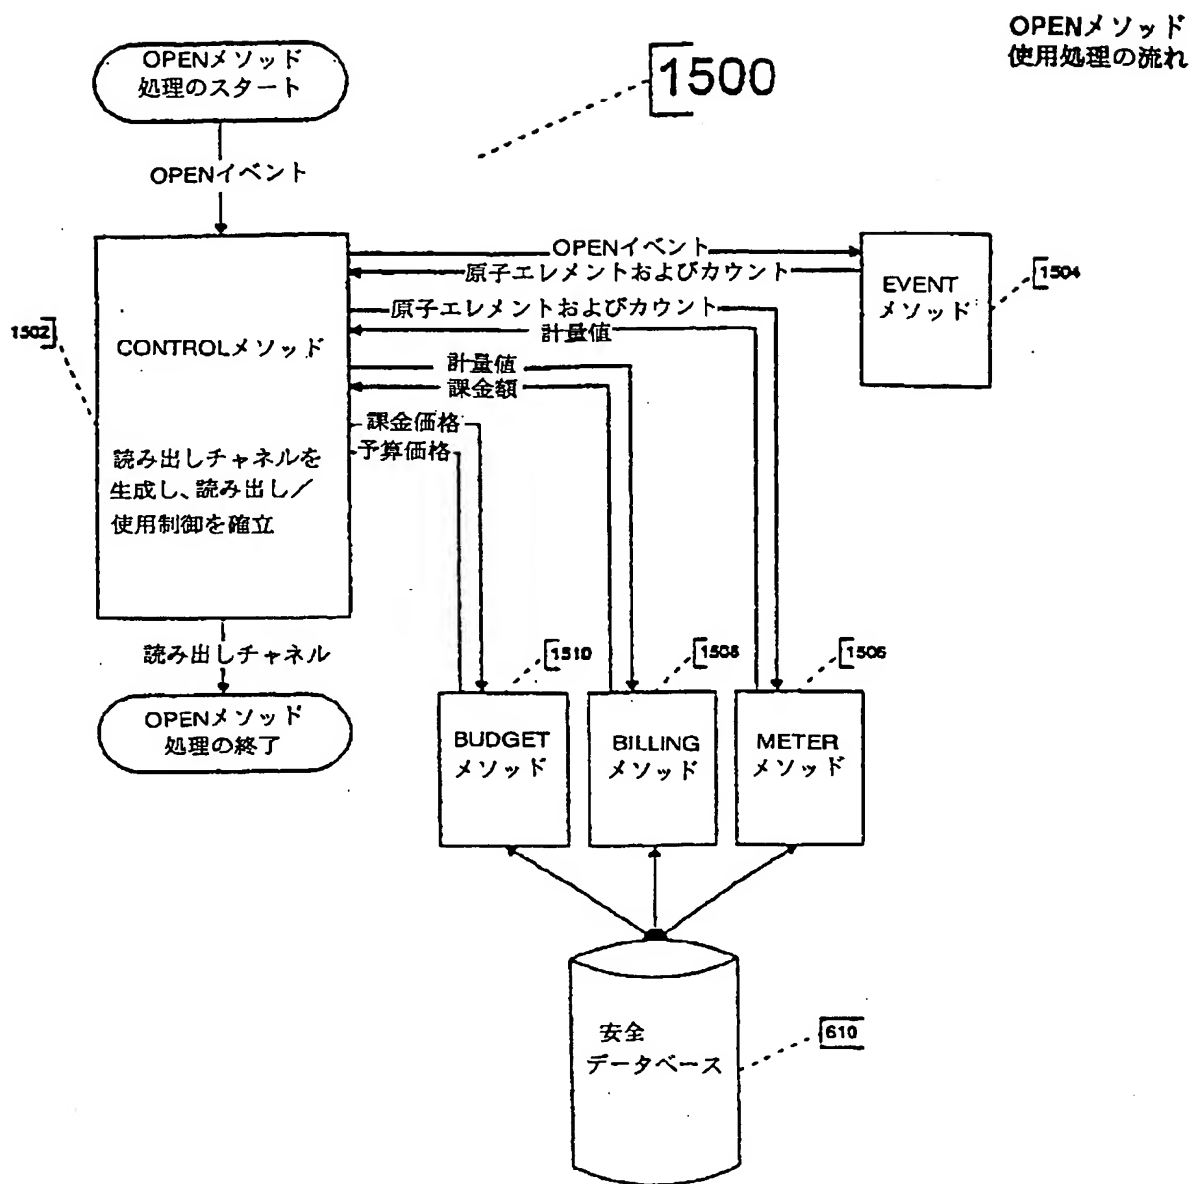 OPENメソッド
使用処理の流れ
OPENメソッド
処理のスタート
1500
OPENイベント
OPENイベント
原子エレメントおよびカウント
EVENT
メソッド
1504
原子エレメントおよびカウント
計量値
1502
CONTROLメソッド
計量値
課金額
課金価格
予算価格
読み出しチャネルを
生成し、読み出し／
使用制御を確立
読み出しチャネル
1510
1508
1506
OPENメソッド
処理の終了
BUDGET
メソッド
BILLING
メソッド
METER
メソッド
安全
データベース
610